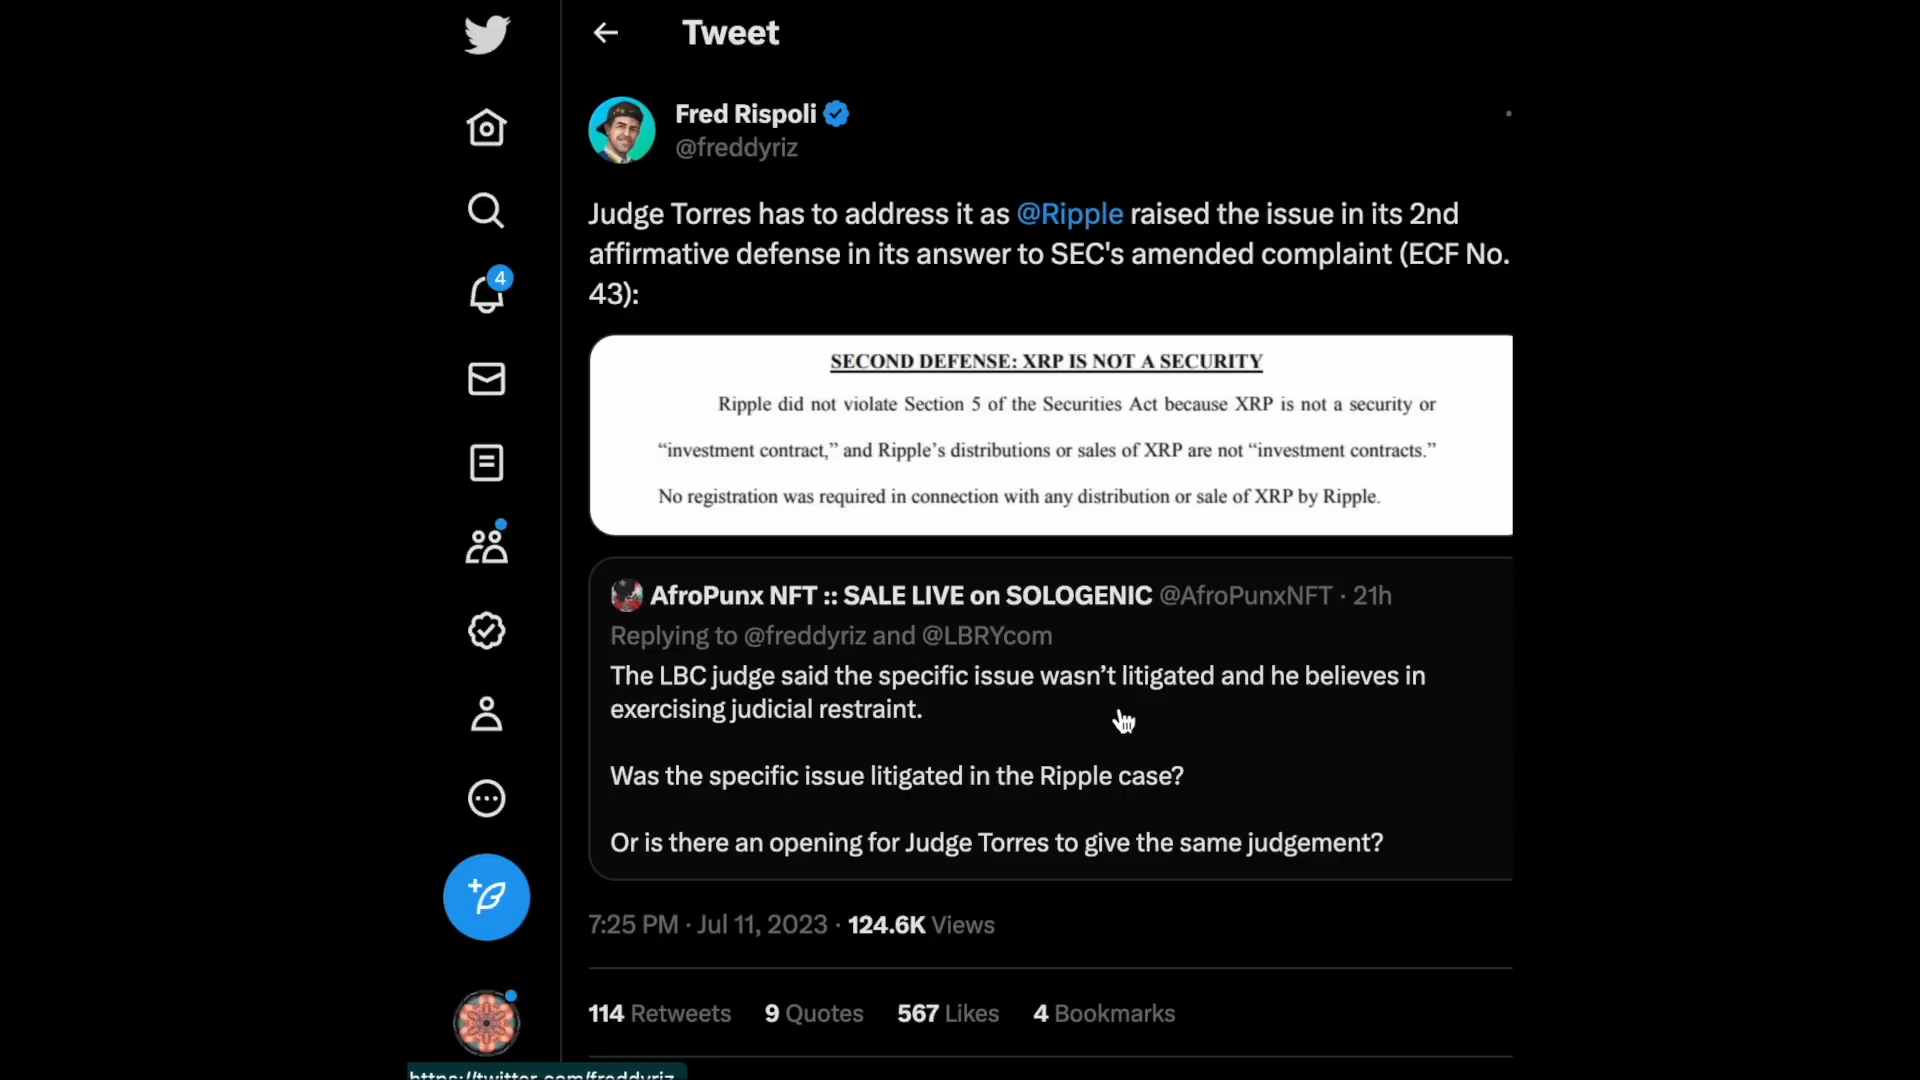 Tweet
Fred Rispoli
@freddyriz
Judge Torres has to address it as @Ripple raised the issue in its 2nd
affirmative defense in its answer to SEC's amended complaint (ECF No.
43):
SECOND DEFENSE: XRP IS NOT A SECURITY
Ripple did not violate Section 5 of the Securities Act because XRP is not a security or
“investment contract,” and Ripple’s distributions or sales of XRP are not “investment contracts.”
No registration was required in connection with any distribution or sale of XRP by Ripple.
AfroPunx NFT :: SALE LIVE on SOLOGENIC @AfroPunxNFT · 21h
Replying to @freddyriz and @LBRYcom
The LBC judge said the specific issue wasn’t litigated and he believes in
exercising judicial restraint.
Was the specific issue litigated in the Ripple case?
Or is there an opening for Judge Torres to give the same judgement?
7:25 PM · Jul 11, 2023 · 124.6K Views
114 Retweets 9 Quotes 567 Likes 4 Bookmarks
4
https://twitter.com/freddyriz